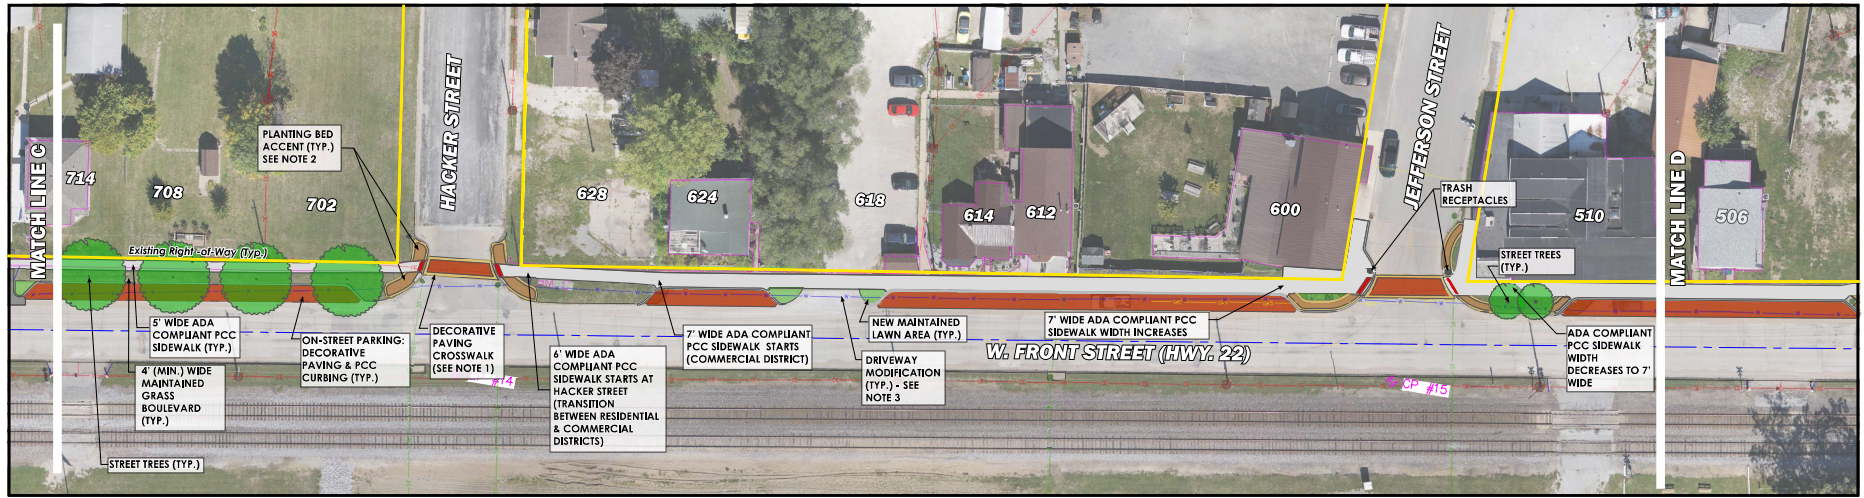 MATCH LINE C
714
708
702
Existing Right-of-Way (Typ.)
PLANTING BED
ACCENT (TYP.)
SEE NOTE 2
HACKER STREET
628
624
618
614
612
600
JEFFERSON STREET
TRASH
RECEPTACLES
510
STREET TREES
(TYP.)
MATCH LINE D
506
5' WIDE ADA
COMPLIANT PCC
SIDEWALK (TYP.)
4' (MIN.) WIDE
MAINTAINED
GRASS
BOULEVARD
(TYP.)
STREET TREES (TYP.)
ON-STREET PARKING:
DECORATIVE
PAVING & PCC
CURBING (TYP.)
DECORATIVE
PAVING
CROSSWALK
(SEE NOTE 1)
#14
6' WIDE ADA
COMPLIANT PCC
SIDEWALK STARTS AT
HACKER STREET
(TRANSITION
BETWEEN RESIDENTIAL
& COMMERCIAL
DISTRICTS)
7' WIDE ADA COMPLIANT
PCC SIDEWALK STARTS
(COMMERCIAL DISTRICT)
NEW MAINTAINED
LAWN AREA (TYP.)
DRIVEWAY
MODIFICATION
(TYP.) - SEE
NOTE 3
7' WIDE ADA COMPLIANT PCC
SIDEWALK WIDTH INCREASES
W. FRONT STREET (HWY. 22)
CP #15
ADA COMPLIANT
PCC SIDEWALK
WIDTH
DECREASES TO 7'
WIDE